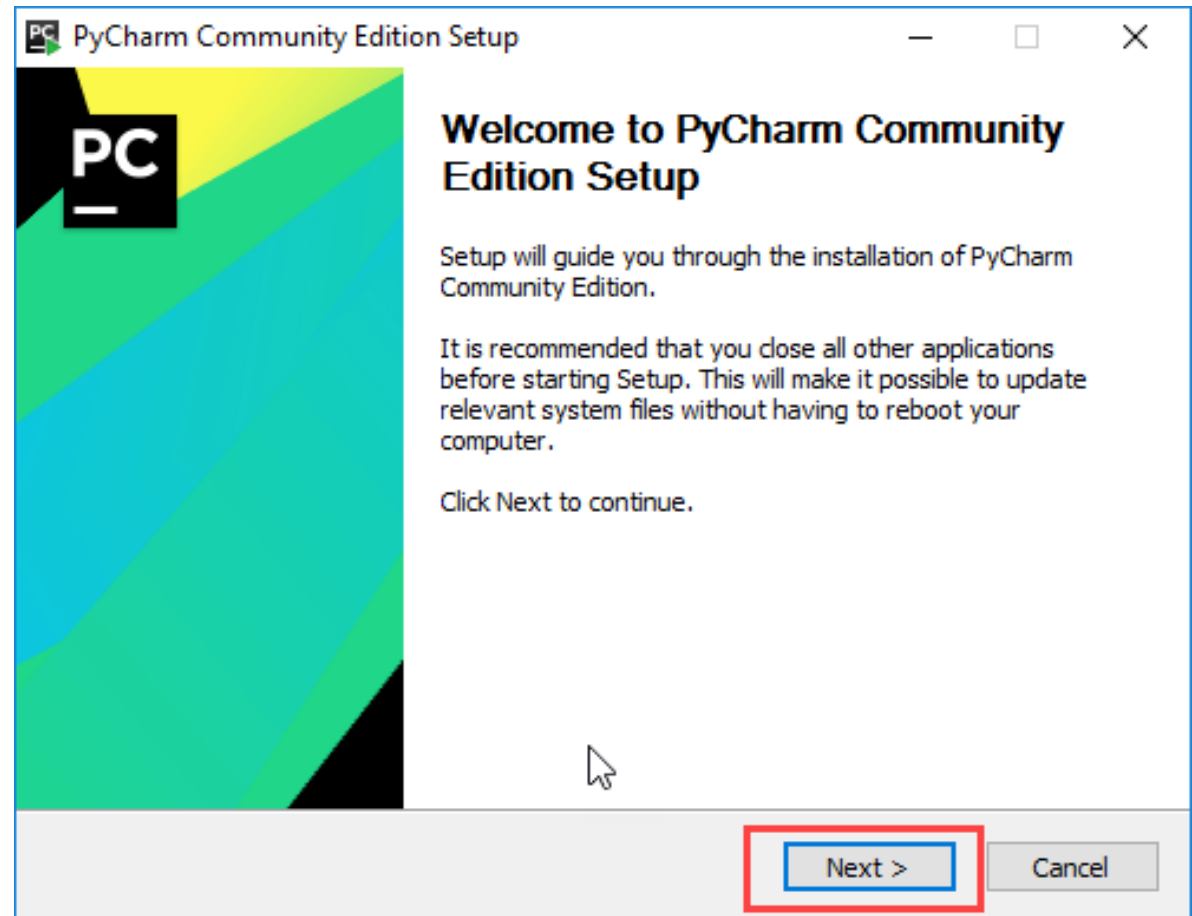 PyCharm Community Edition Setup
PC
Welcome to PyCharm Community
Edition Setup
Setup will guide you through the installation of PyCharm
Community Edition.
It is recommended that you close all other applications
before starting Setup. This will make it possible to update
relevant system files without having to reboot your
computer.
Click Next to continue.
Next >
Cancel